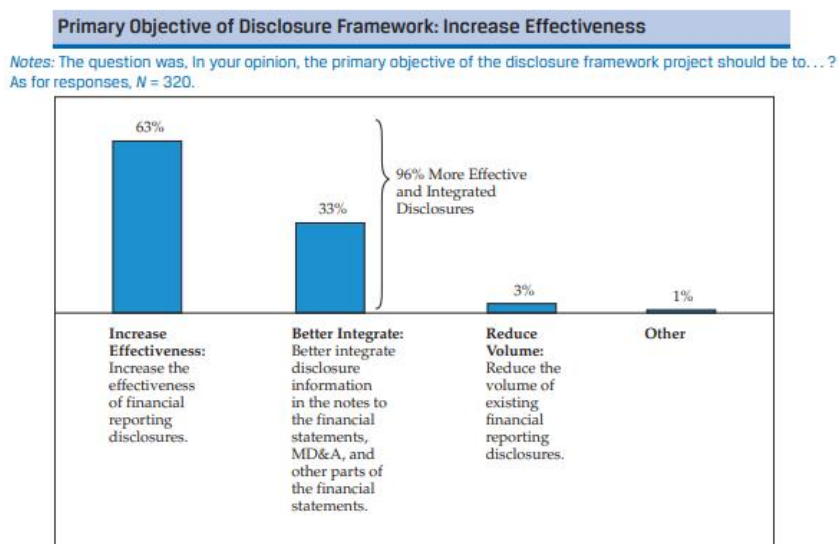 Primary Objective of Disclosure Framework: Increase Effectiveness
Notes: The question was, In your opinion, the primary objective of the disclosure framework project should be to. . . ?
As for responses, N = 320.
63%
33%
96% More Effective
and Integrated
Disclosures
3%
1%
Increase
Effectiveness:
Increase the
effectiveness
of financial
reporting
disclosures.
Better Integrate:
Better integrate
disclosure
information
in the notes to
the financial
statements,
MD&A, and
other parts of
the financial
statements.
Reduce
Volume:
Reduce the
volume of
existing
financial
reporting
disclosures.
Other